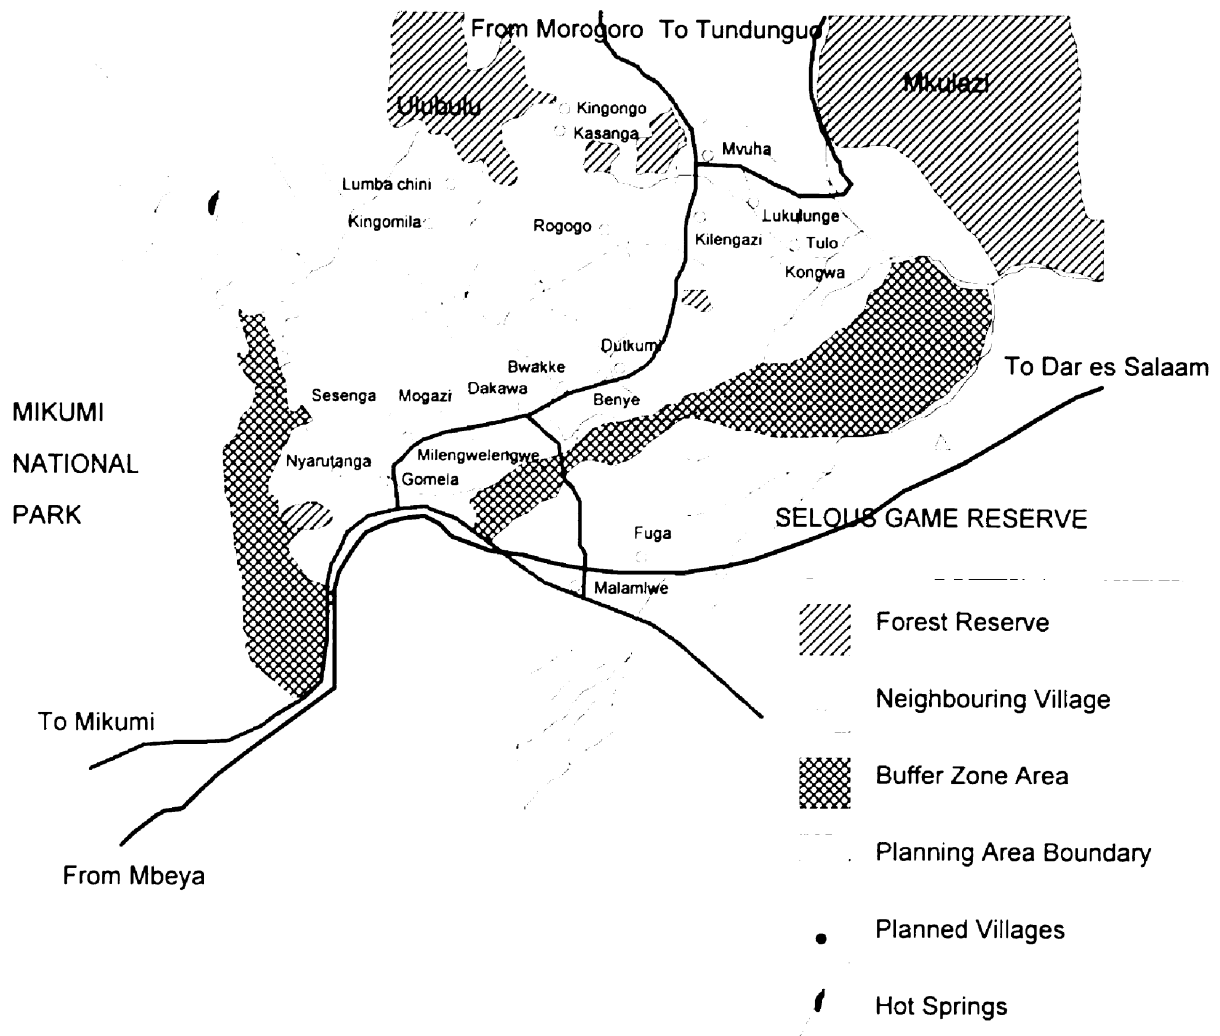 From Morogoro To Tundunguo
Mkulazi
Ulubulu
Kingongo
Kasanga
Mvuha
Lumba chini
Kingomila
Rogogo
Lukulunge
Kilengazi
Tulo
Kongwa
Dutkumi
Bwakke
Dakawa
Sesenga
Mogazi
Benye
To Dar es Salaam
MIKUMI
NATIONAL
PARK
Nyarutanga
Milengwelengwe
Gomela
SELOUS GAME RESERVE
Fuga
Malamlwe
Forest Reserve
Neighbouring Village
To Mikumi
Buffer Zone Area
Planning Area Boundary
From Mbeya
Planned Villages
Hot Springs